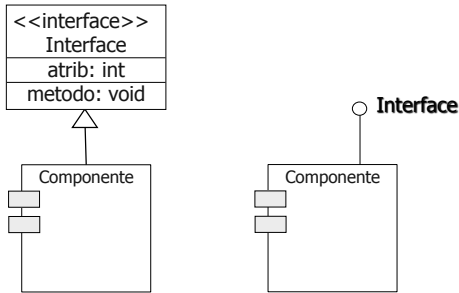 <<interface>>
Interface
atrib: int
metodo: void
Componente
Interface
Componente